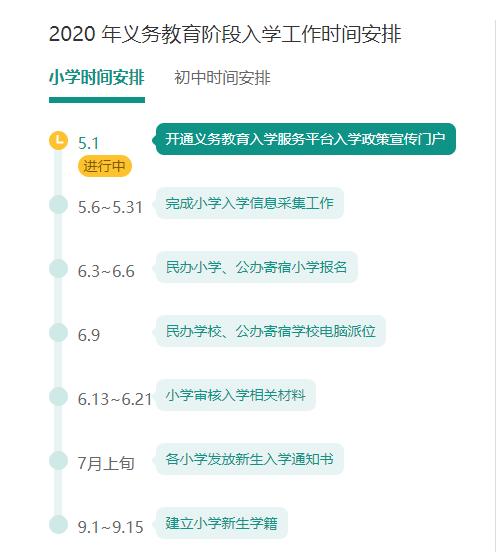 2020 年义务教育阶段入学工作时间安排
小学时间安排 初中时间安排
5.1 开通义务教育入学服务平台入学政策宣传门户
进行中
5.6~5.31 完成小学入学信息采集工作
6.3~6.6 民办小学、公办寄宿小学报名
6.9 民办学校、公办寄宿学校电脑派位
6.13~6.21 小学审核入学相关材料
7月上旬 各小学发放新生入学通知书
9.1~9.15 建立小学新生学籍